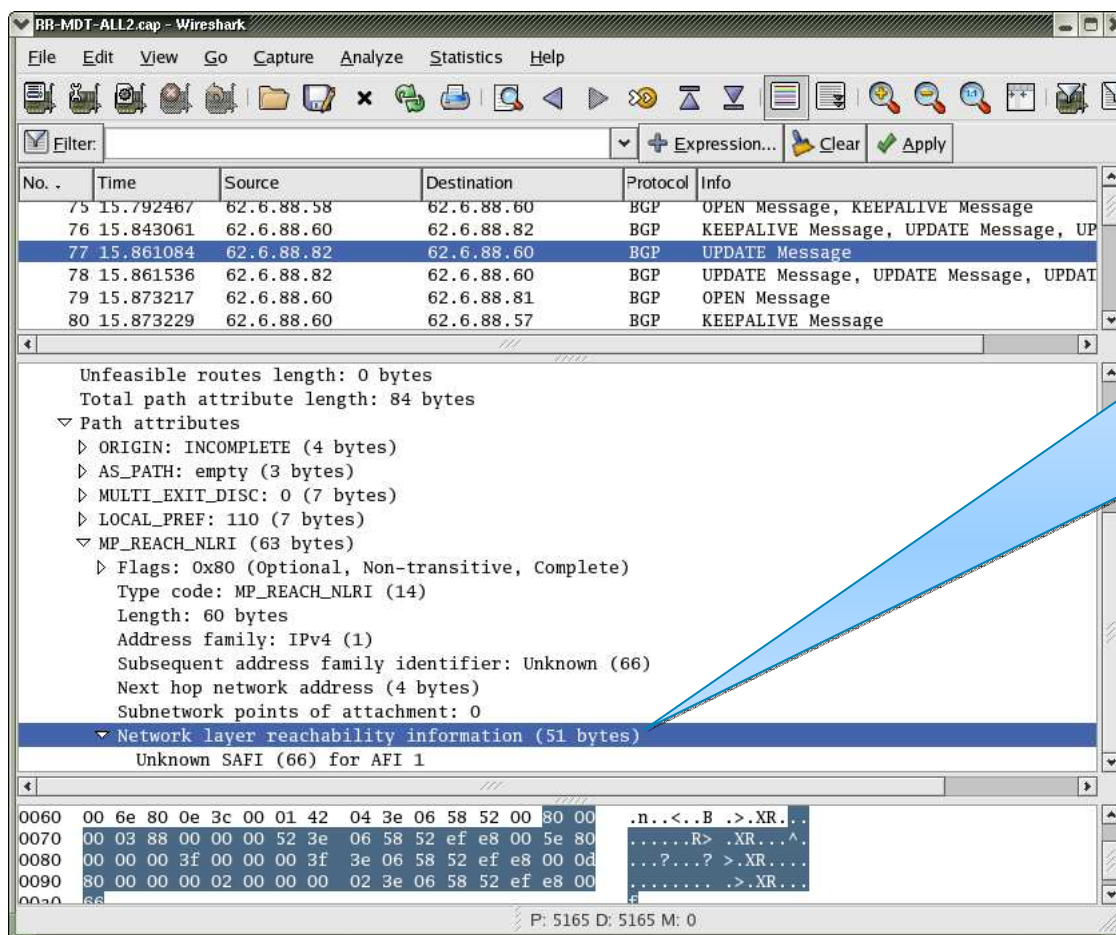 RR-MDT-ALL2.cap - Wireshark
File Edit View Go Capture Analyze Statistics Help
Filter: Expression... Clear Apply
No. . Time Source Destination Protocol Info
75 15.792467 62.6.88.58 62.6.88.60 BGP OPEN Message, KEEPALIVE Message
76 15.843061 62.6.88.60 62.6.88.82 BGP KEEPALIVE Message, UPDATE Message, UP
77 15.861084 62.6.88.82 62.6.88.60 BGP UPDATE Message
78 15.861536 62.6.88.82 62.6.88.60 BGP UPDATE Message, UPDATE Message, UPDAT
79 15.873217 62.6.88.60 62.6.88.81 BGP OPEN Message
80 15.873229 62.6.88.60 62.6.88.57 BGP KEEPALIVE Message
Unfeasible routes length: 0 bytes
Total path attribute length: 84 bytes
Path attributes
ORIGIN: INCOMPLETE (4 bytes)
AS_PATH: empty (3 bytes)
MULTI_EXIT_DISC: 0 (7 bytes)
LOCAL_PREF: 110 (7 bytes)
MP_REACH_NLRI (63 bytes)
Flags: 0x80 (Optional, Non-transitive, Complete)
Type code: MP_REACH_NLRI (14)
Length: 60 bytes
Address family: IPv4 (1)
Subsequent address family identifier: Unknown (66)
Next hop network address (4 bytes)
Subnetwork points of attachment: 0
Network layer reachability information (51 bytes)
Unknown SAFI (66) for AFI 1
0060 00 6e 80 0e 3c 00 01 42 04 3e 06 58 52 00 80 00 .n..<..B .>.XR...
0070 00 03 88 00 00 00 52 3e 06 58 52 ef e8 00 5e 80 ......R> .XR...^.
0080 00 00 00 3f 00 00 00 3f 3e 06 58 52 ef e8 00 0d ...?...? >.XR....
0090 80 00 00 00 02 00 00 00 02 3e 06 58 52 ef e8 00 ........ .>.XR...
00a0 66 f
P: 5165 D: 5165 M: 0